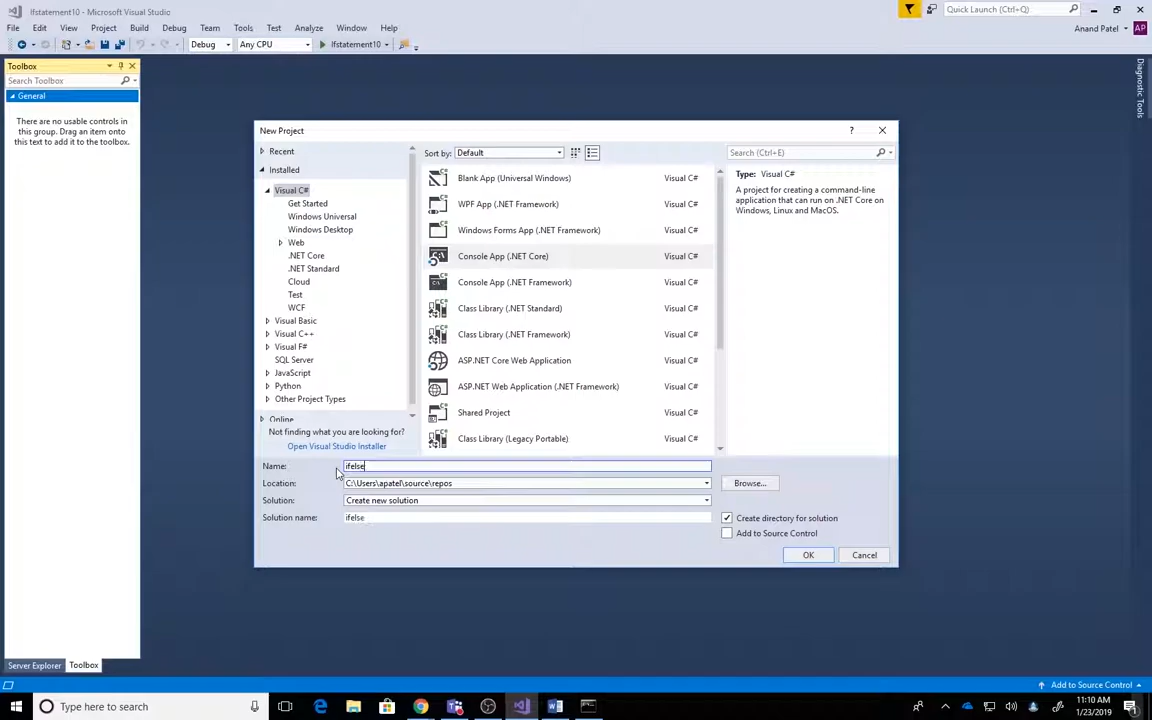 Ifstatement10 - Microsoft Visual Studio
Quick Launch (Ctrl+Q)
File Edit View Project Build Debug Team Tools Test Analyze Window Help
Anand Patel AP
Debug Any CPU Ifstatement10
Toolbox
Search Toolbox
General
There are no usable controls in
this group. Drag an item onto
this text to add it to the toolbox.
Diagnostic Tools
New Project
?
Recent
Installed
Visual C#
Get Started
Windows Universal
Windows Desktop
Web
.NET Core
.NET Standard
Cloud
Test
WCF
Visual Basic
Visual C++
Visual F#
SQL Server
JavaScript
Python
Other Project Types
Online
Not finding what you are looking for?
Open Visual Studio Installer
Sort by: Default
Blank App (Universal Windows) Visual C#
WPF App (.NET Framework) Visual C#
Windows Forms App (.NET Framework) Visual C#
Console App (.NET Core) Visual C#
Console App (.NET Framework) Visual C#
Class Library (.NET Standard) Visual C#
Class Library (.NET Framework) Visual C#
ASP.NET Core Web Application Visual C#
ASP.NET Web Application (.NET Framework) Visual C#
Shared Project Visual C#
Class Library (Legacy Portable) Visual C#
Search (Ctrl+E)
Type: Visual C#
A project for creating a command-line
application that can run on .NET Core on
Windows, Linux and MacOS.
Name: ifelse
Location: C:\Users\apatel\source\repos
Browse...
Solution: Create new solution
Solution name: ifelse
Create directory for solution
Add to Source Control
OK Cancel
Server Explorer Toolbox
Add to Source Control
Type here to search
11:10 AM
1/23/2019